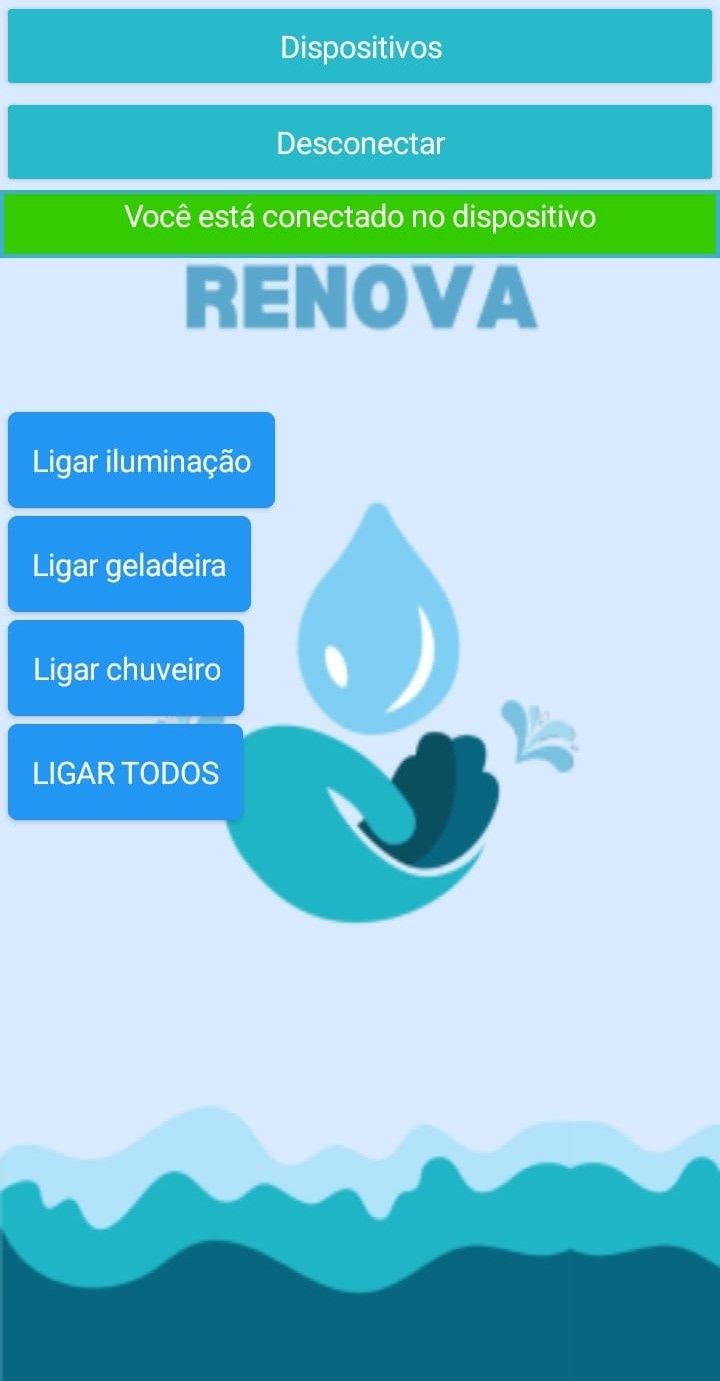 Dispositivos
Desconectar
Você está conectado no dispositivo
RENOVA
Ligar iluminação
Ligar geladeira
Ligar chuveiro
LIGAR TODOS